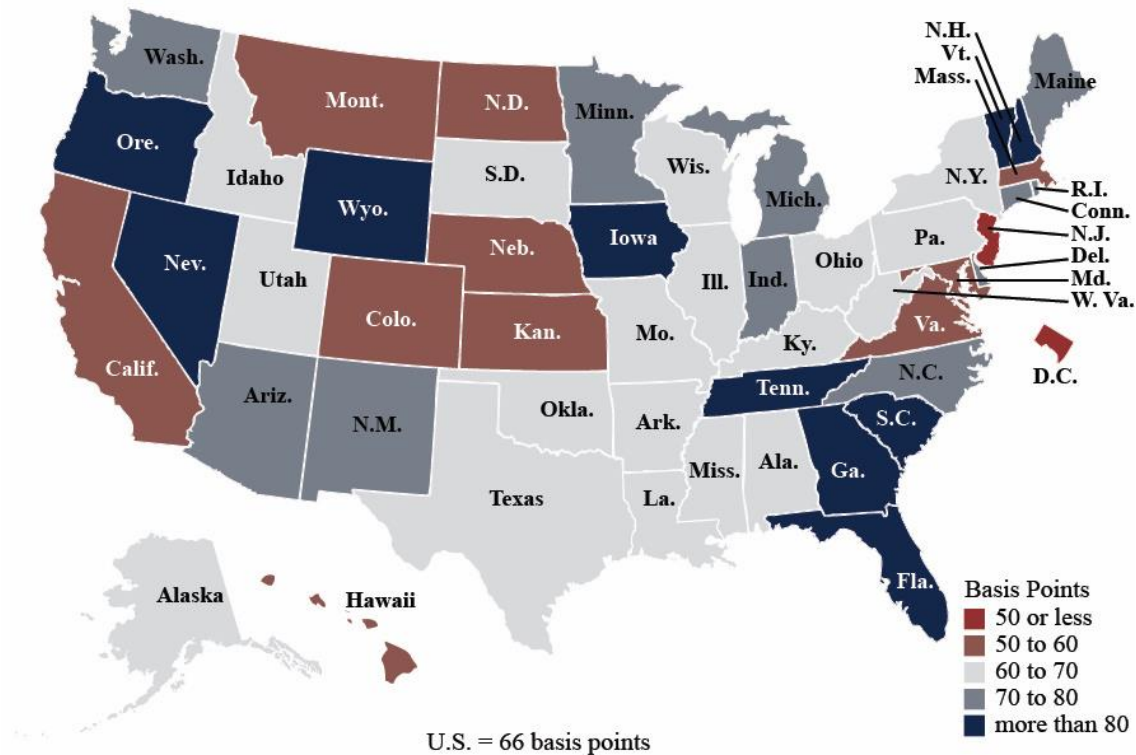 N.H.
Vt.
Mass.
Wash.
Maine
Mont.
N.D.
Minn.
Ore.
Idaho
S.D.
Wis.
N.Y.
Mich.
R.I.
Conn.
N.J.
Del.
Md.
W. Va.
Wyo.
Iowa
Neb.
Pa.
Nev.
Utah
Ill.
Ind.
Ohio
Colo.
Kan.
Mo.
Ky.
Va.
Calif.
D.C.
Ariz.
N.M.
Okla.
Ark.
Tenn.
N.C.
S.C.
Texas
La.
Miss.
Ala.
Ga.
Fla.
Alaska
Hawaii
Basis Points
50 or less
50 to 60
60 to 70
70 to 80
more than 80
U.S. = 66 basis points